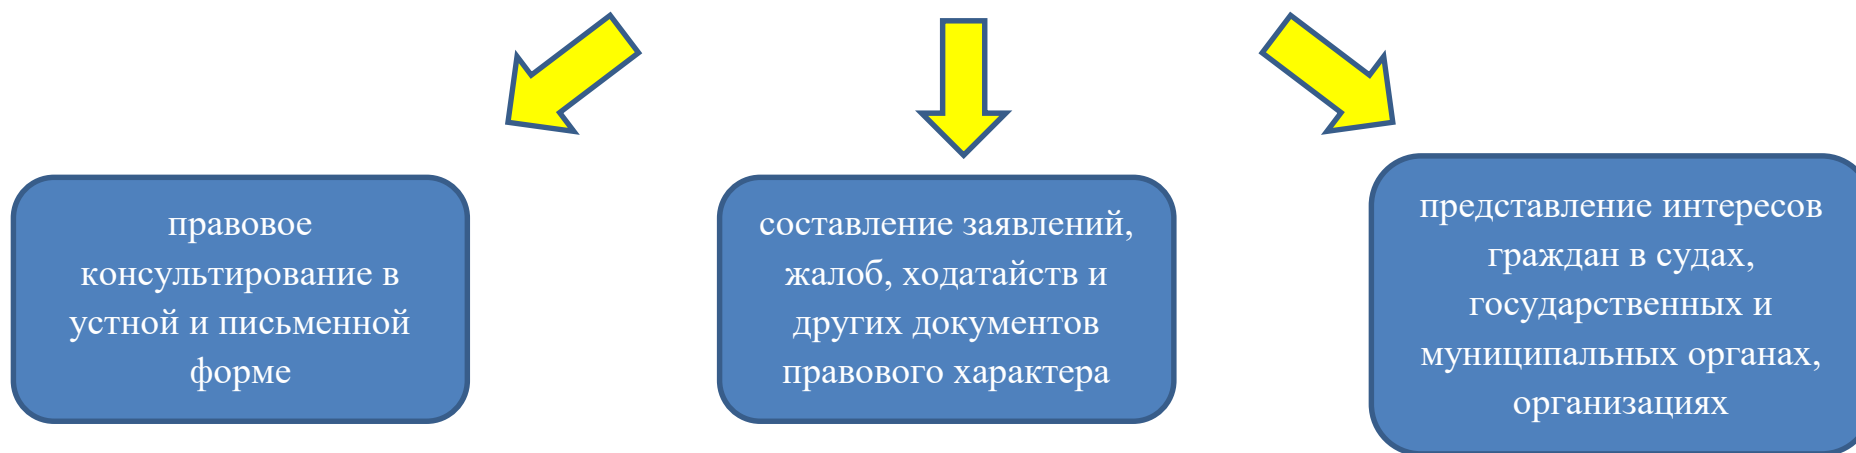 правовое
консультирование в
устной и письменной
форме
составление заявлений,
жалоб, ходатайств и
других документов
правового характера
представление интересов
граждан в судах,
государственных и
муниципальных органах,
организациях